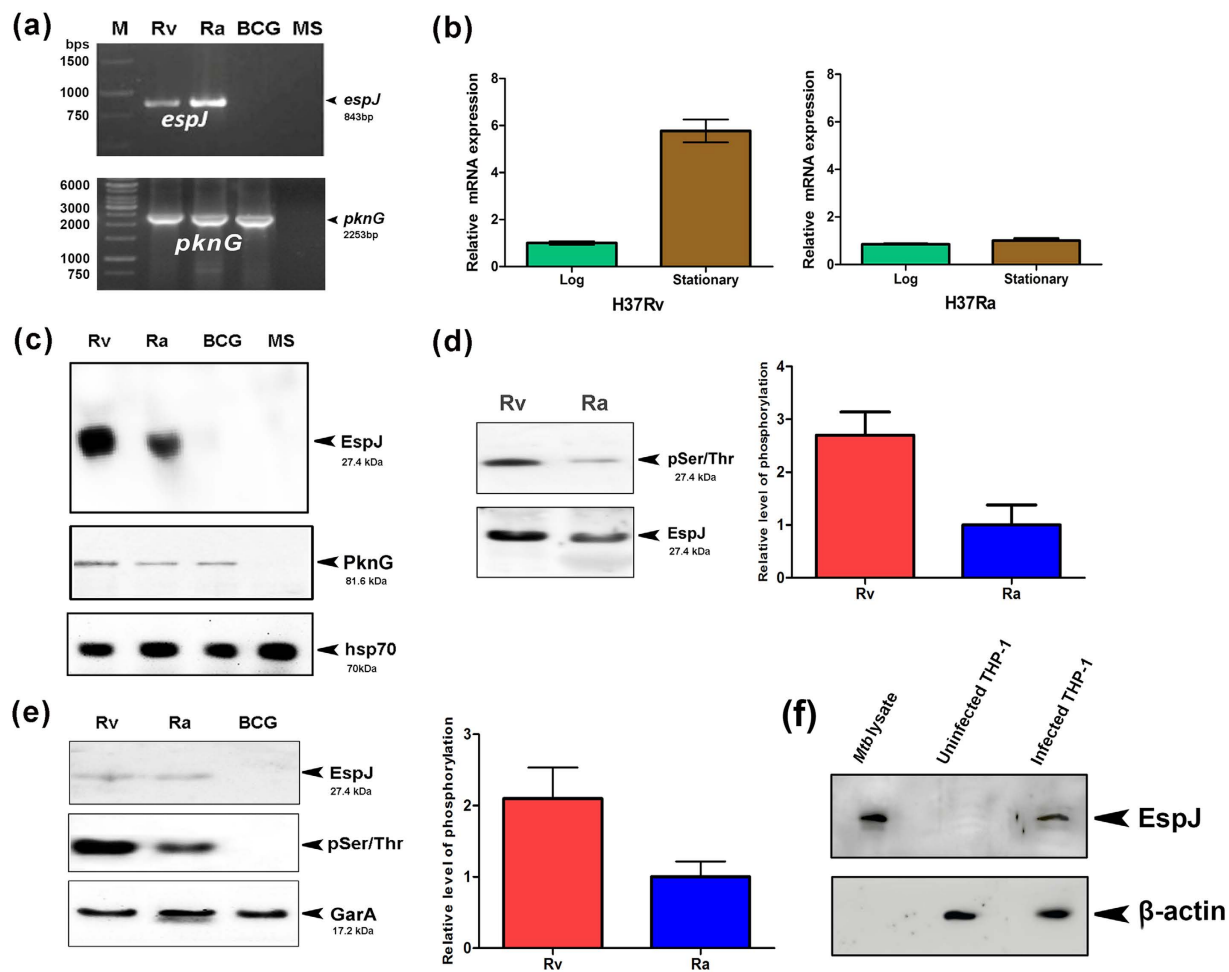 (a)
M Rv Ra BCG MS
bps
1500
1000
750
espJ
espJ
843bp
6000
3000
2000
1000
750
pknG
pknG
2253bp
(b)
Relative mRNA expression
8
6
4
2
0
Log Stationary
H37Rv
Relative mRNA expression
8
6
4
2
0
Log Stationary
H37Ra
(c)
Rv Ra BCG MS
EspJ
27.4 kDa
PknG
81.6 kDa
hsp70
70kDa
(d)
Rv Ra
pSer/Thr
27.4 kDa
EspJ
27.4 kDa
Relative level of phosphorylation
4
3
2
1
0
Rv Ra
(e)
Rv Ra BCG
EspJ
27.4 kDa
pSer/Thr
GarA
17.2 kDa
Relative level of phosphorylation
3
2
1
0
Rv Ra
(f)
Mtb lysate
Uninfected THP-1
Infected THP-1
EspJ
β-actin